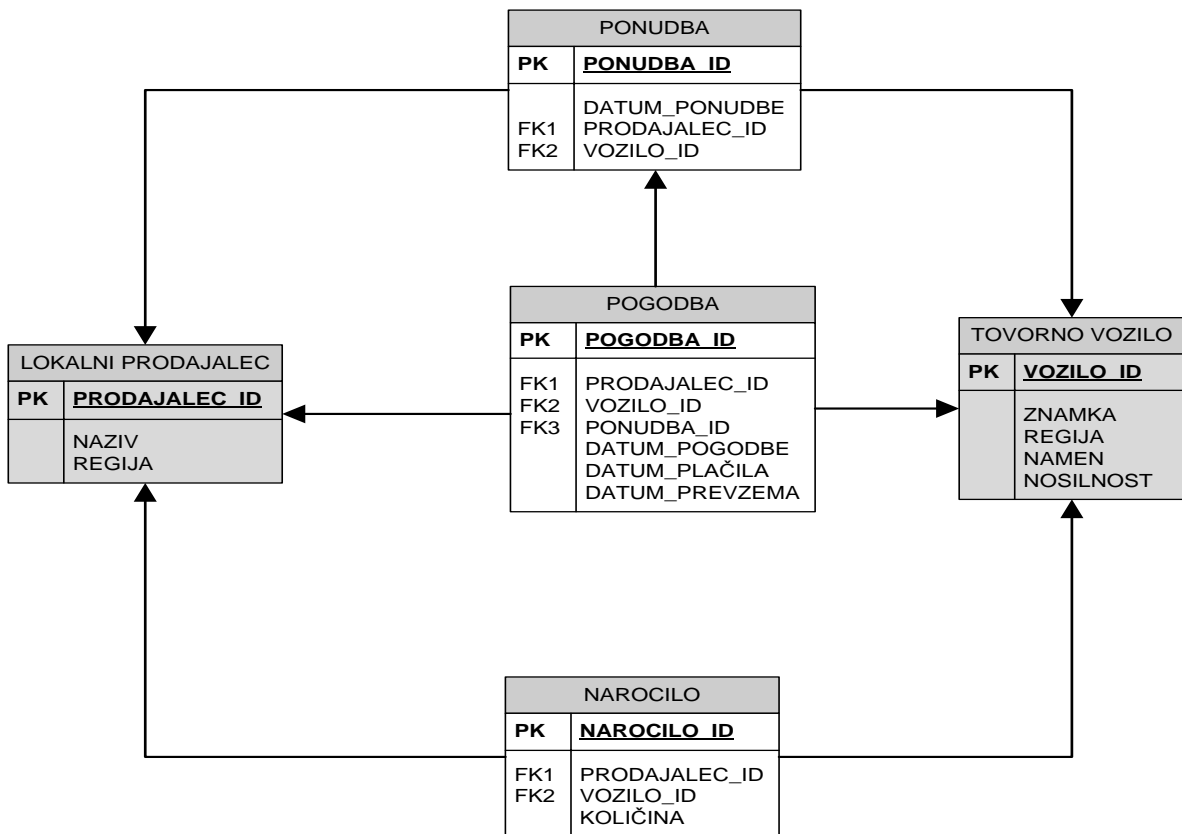 PONUDBA
PK PONUDBA_ID
DATUM_PONUDBE
FK1 PRODAJALEC_ID
FK2 VOZILO_ID
POGODBA
PK POGODBA_ID
FK1 PRODAJALEC_ID
FK2 VOZILO_ID
FK3 PONUDBA_ID
DATUM_POGODBE
DATUM_PLAČILA
DATUM_PREVZEMA
LOKALNI PRODAJALEC
PK PRODAJALEC_ID
NAZIV
REGIJA
TOVORNO VOZILO
PK VOZILO_ID
ZNAMKA
REGIJA
NAMEN
NOSILNOST
NAROCILO
PK NAROCILO_ID
FK1 PRODAJALEC_ID
FK2 VOZILO_ID
KOLIČINA